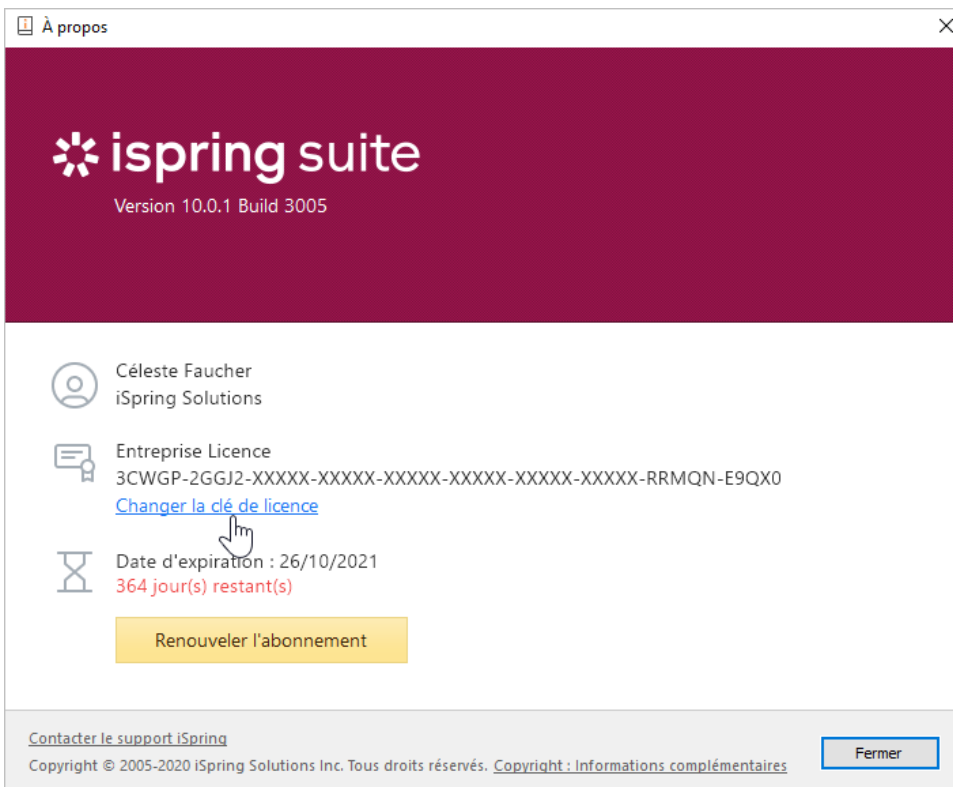 À propos
ispring suite
Version 10.0.1 Build 3005
Céleste Faucher
iSpring Solutions
Entreprise Licence
3CWGP-2GGJ2-XXXXX-XXXXX-XXXXX-XXXXX-XXXXX-XXXXX-RRMQN-E9QX0
Changer la clé de licence
Date d'expiration : 26/10/2021
364 jour(s) restant(s)
Renouveler l'abonnement
Contacter le support iSpring
Copyright © 2005-2020 iSpring Solutions Inc. Tous droits réservés. Copyright : Informations complémentaires
Fermer